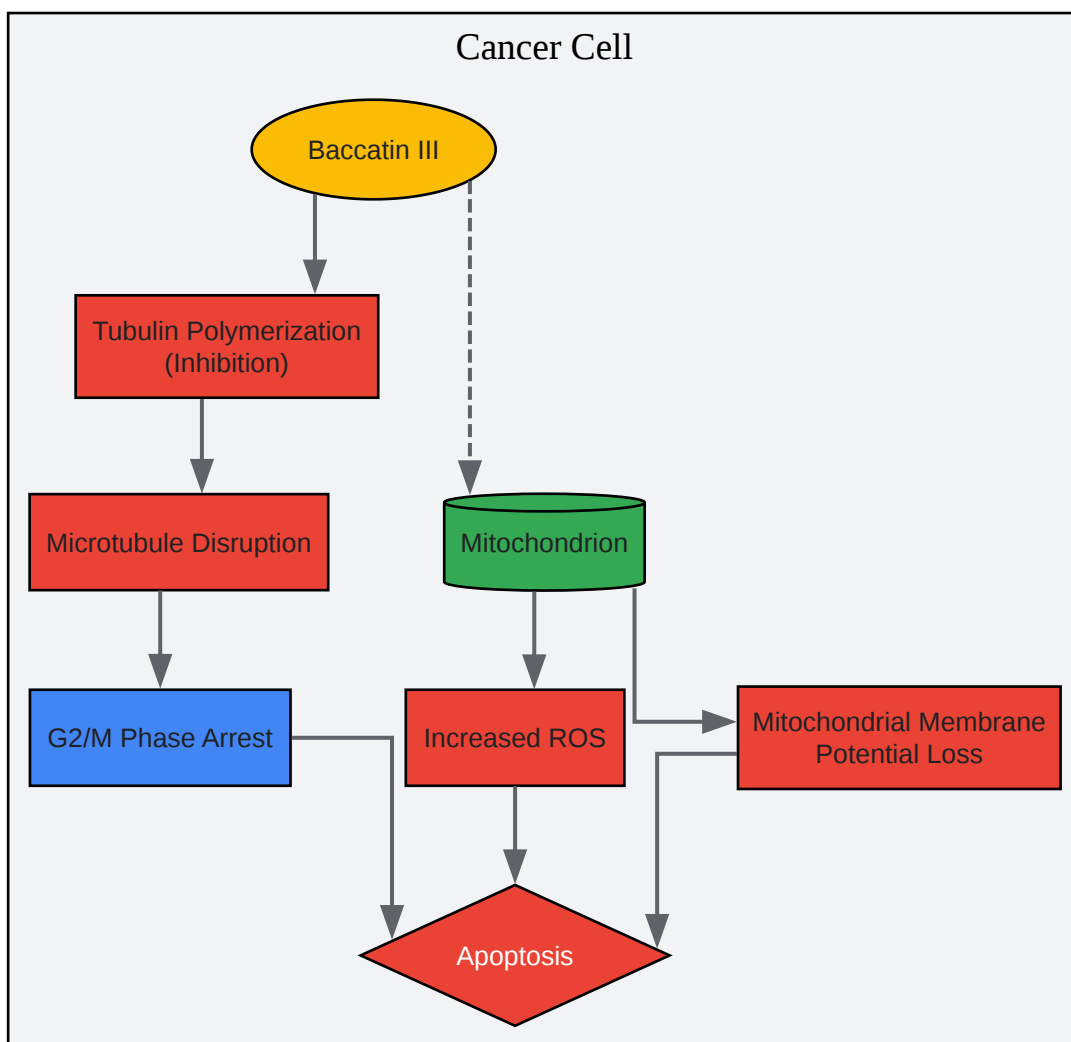 Cancer Cell
Baccatin III
Tubulin Polymerization
(Inhibition)
Microtubule Disruption
Mitochondrion
G2/M Phase Arrest
Increased ROS
Mitochondrial Membrane
Potential Loss
Apoptosis